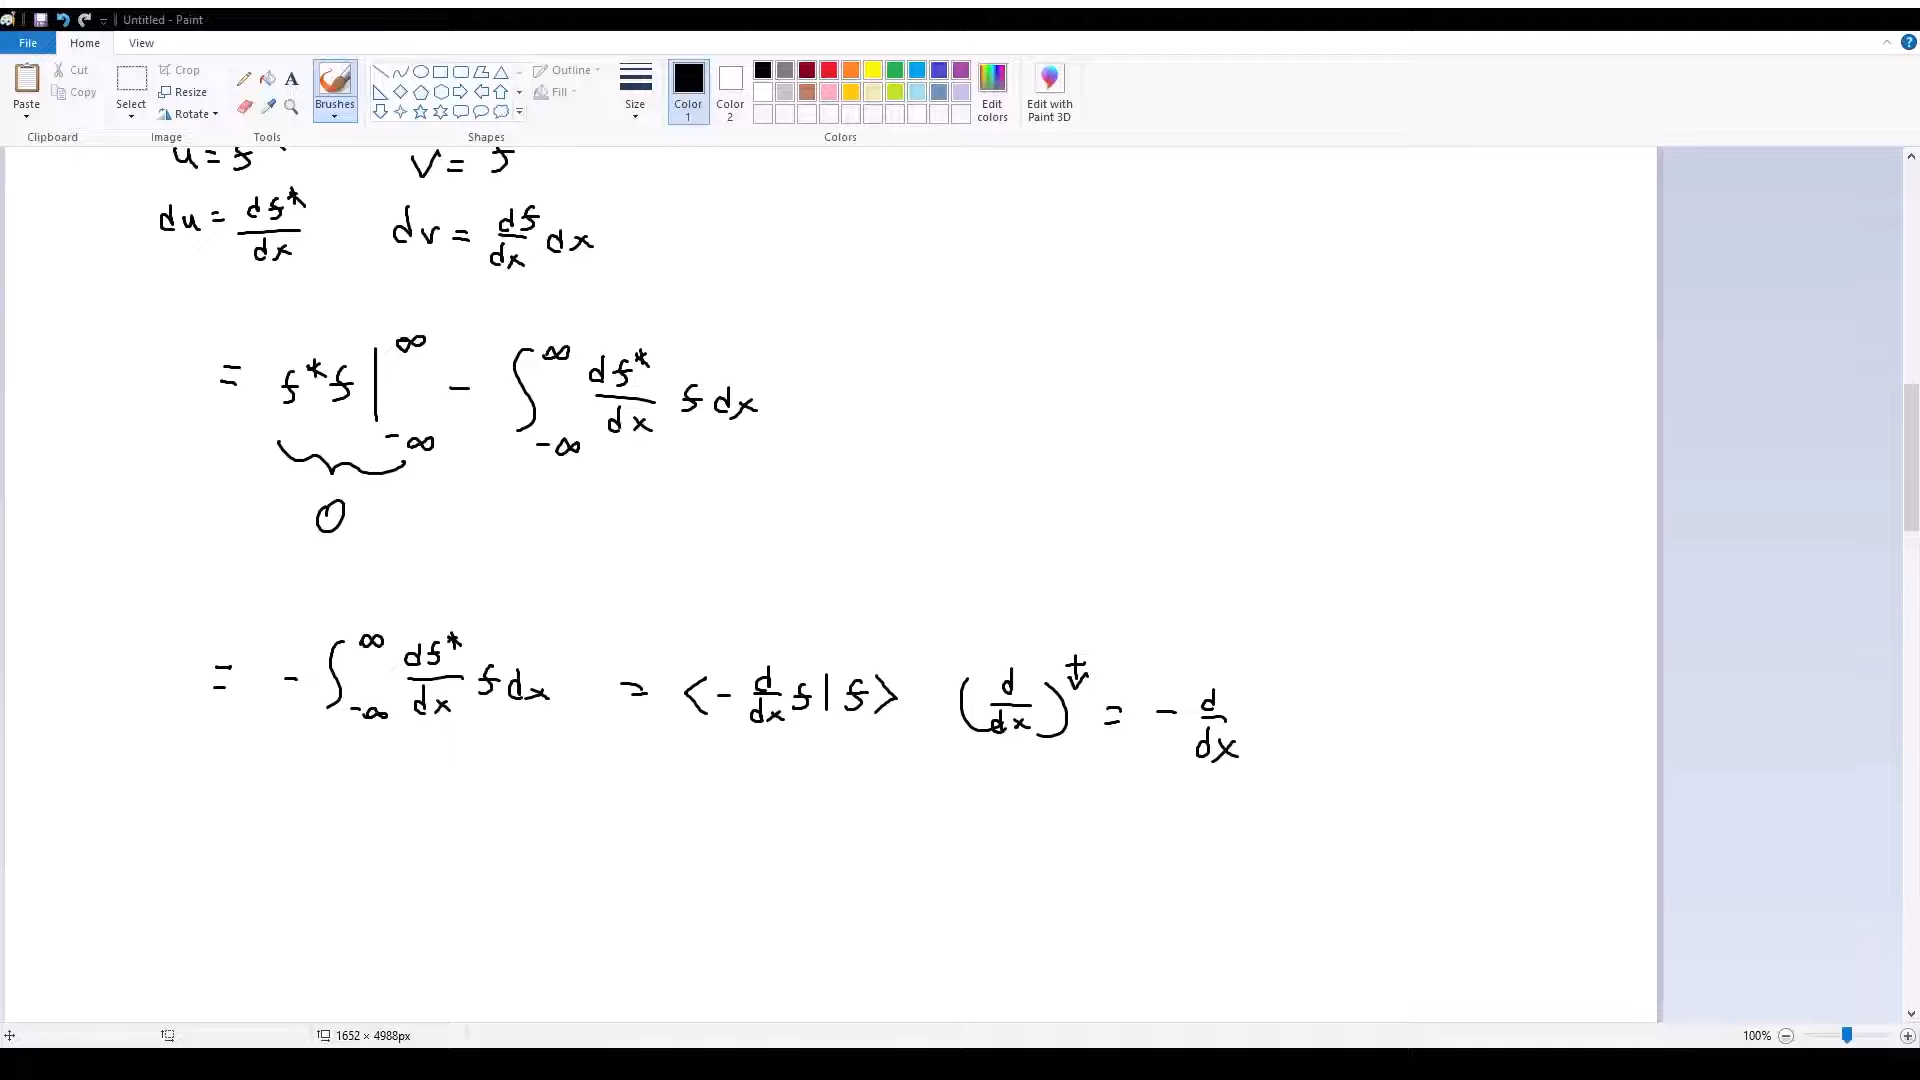 Untitled - Paint
File Home View
Paste Cut Copy
Select Crop Resize Rotate
A
Brushes
Outline Fill
Size
Color 1
Color 2
Edit colors
Edit with Paint 3D
Clipboard Image Tools Shapes Colors
u = f v = f
du = df*/dx dv = df/dx dx
= f*f |_{-∞}^{∞} - ∫_{-∞}^{∞} df*/dx f dx
0
= - ∫_{-∞}^{∞} df*/dx f dx = ⟨- d/dx f | f⟩ (d/dx)^† = - d/dx
1652 × 4988px 100%